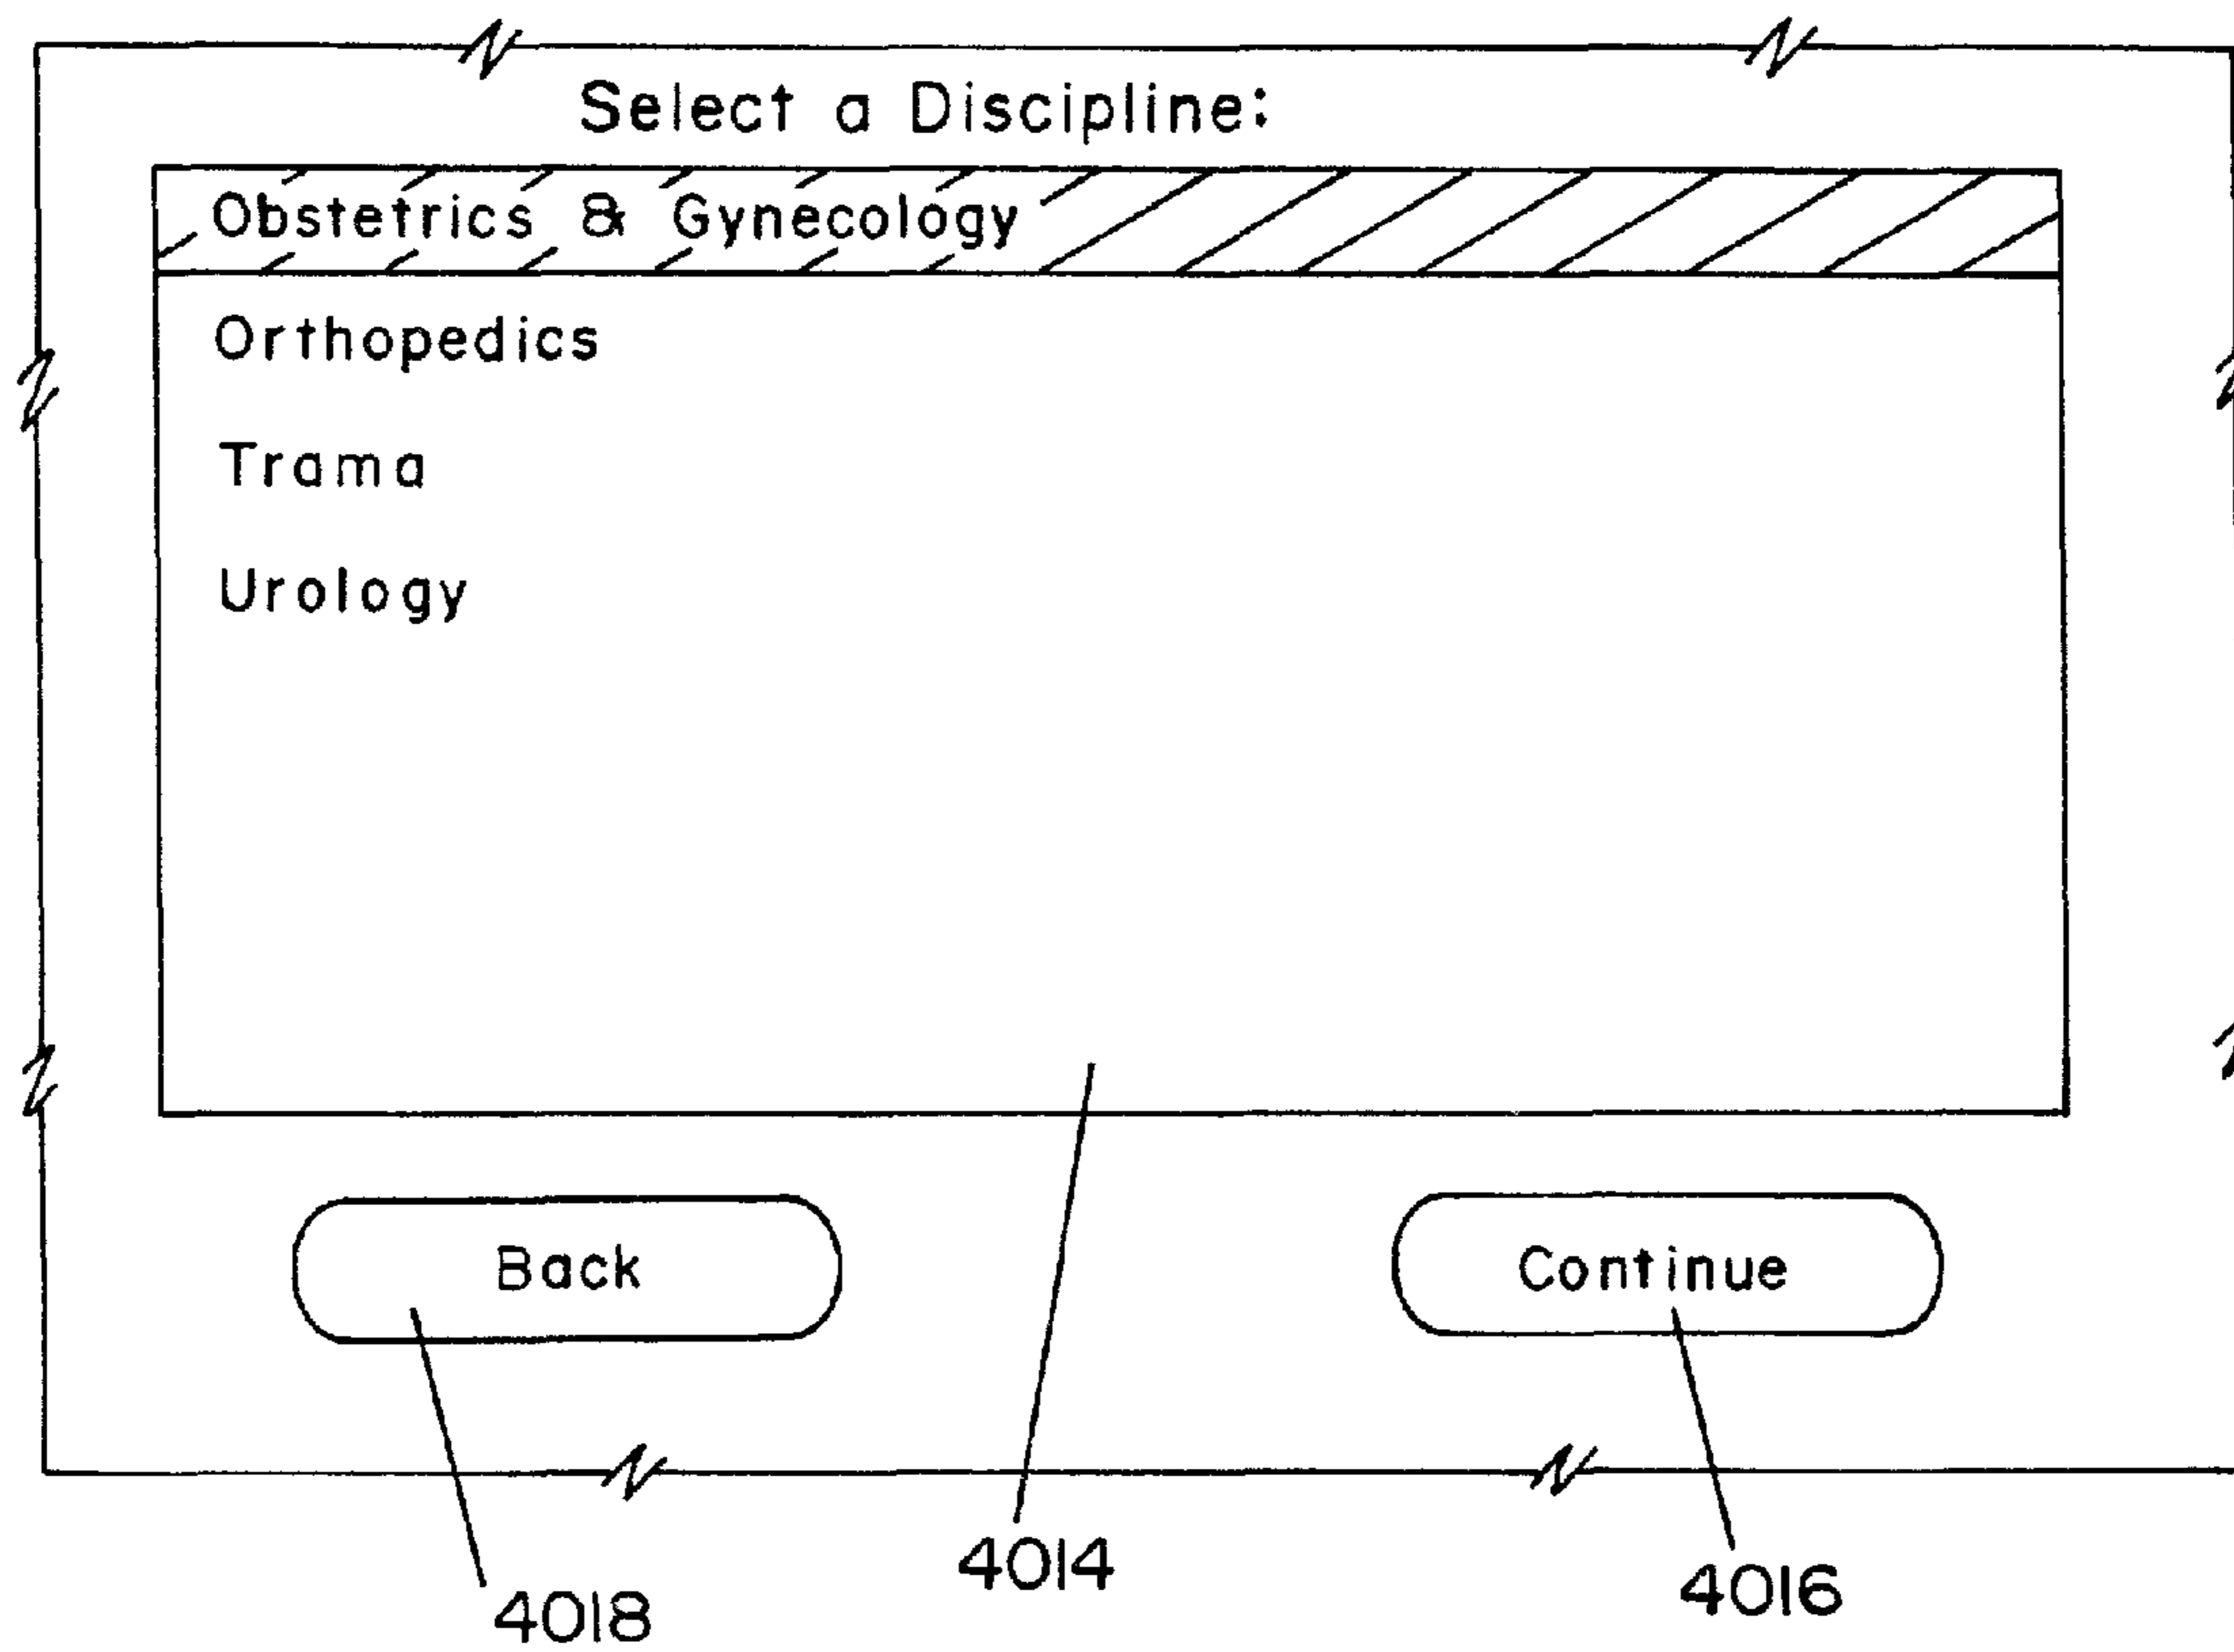 Select a Discipline:
Obstetrics & Gynecology
Orthopedics
Trama
Urology
Back
Continue
4018
4014
4016